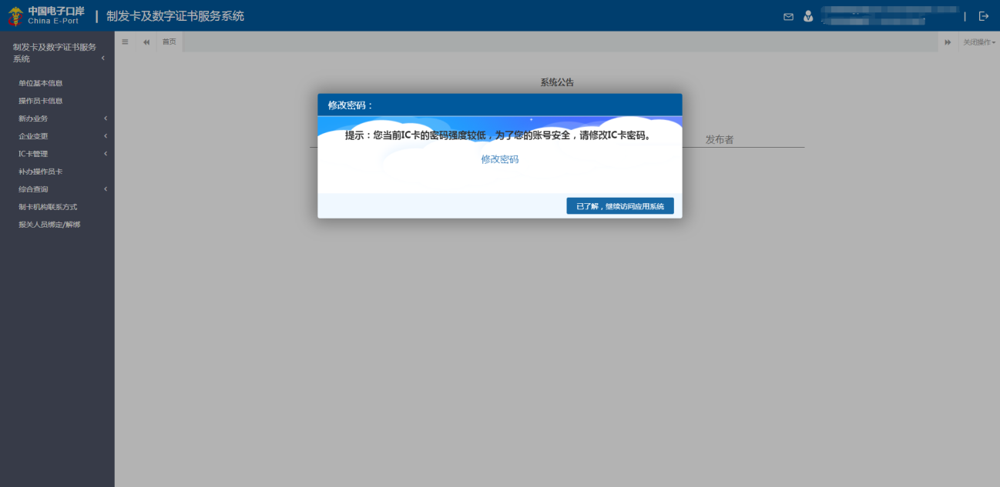 中国电子口岸
China E-Port
制发卡及数字证书服务系统
制发卡及数字证书服务
系统
首页
关闭操作
单位基本信息
操作员卡信息
新办业务
企业变更
IC卡管理
补办操作员卡
综合查询
制卡机构联系方式
报关人员绑定/解绑
系统公告
发布者
修改密码：
提示：您当前IC卡的密码强度较低，为了您的账号安全，请修改IC卡密码。
修改密码
已了解，继续访问应用系统